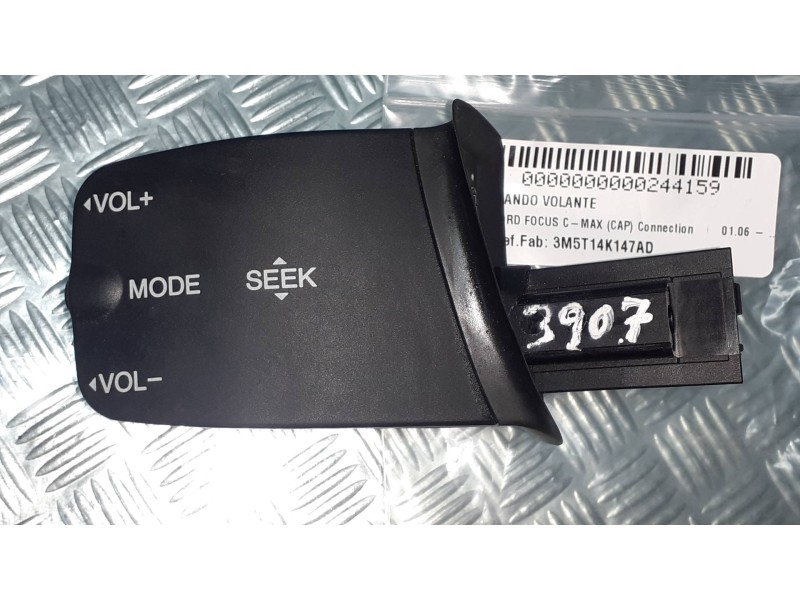 VOL+
MODE
SEEK
VOL-
0000000000244159
ANDO VOLANTE
RD FOCUS C-MAX (CAP) Connection 01.06 - ..
ef.Fab: 3M5T14K147AD
3907